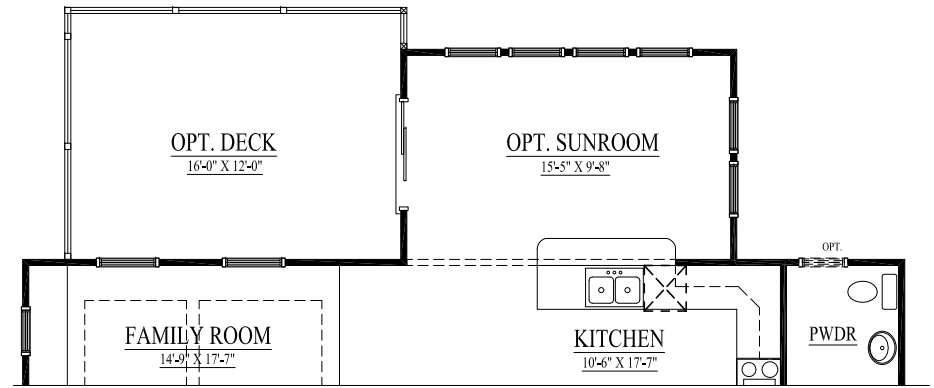 OPT. DECK
16'-0" X 12'-0"
OPT. SUNROOM
15'-5" X 9'-8"
OPT.
FAMILY ROOM
14'-9" X 17'-7"
KITCHEN
10'-6" X 17'-7"
PWDR